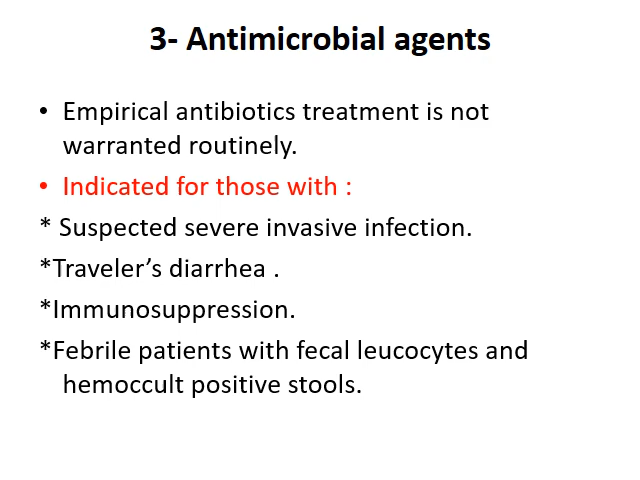 3- Antimicrobial agents
• Empirical antibiotics treatment is not
warranted routinely.
• Indicated for those with :
* Suspected severe invasive infection.
*Traveler’s diarrhea .
*Immunosuppression.
*Febrile patients with fecal leucocytes and
hemoccult positive stools.